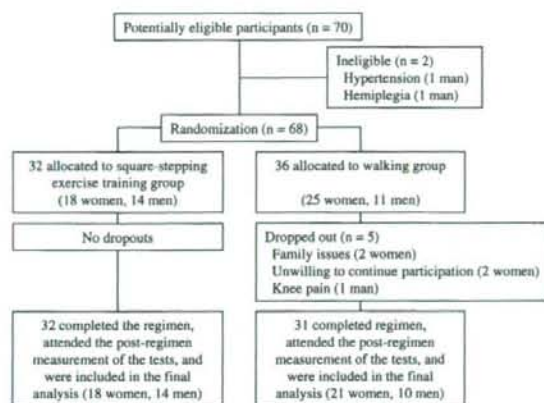 Potentially eligible participants (n = 70)
Ineligible (n = 2)
Hypertension (1 man)
Hemiplegia (1 man)
Randomization (n = 68)
32 allocated to square-stepping
exercise training group
(18 women, 14 men)
36 allocated to walking group
(25 women, 11 men)
No dropouts
Dropped out (n = 5)
Family issues (2 women)
Unwilling to continue participation (2 women)
Knee pain (1 man)
32 completed the regimen,
attended the post-regimen
measurement of the tests, and
were included in the final
analysis (18 women, 14 men)
31 completed regimen,
attended the post-regimen
measurement of the tests, and
were included in the final
analysis (21 women, 10 men)